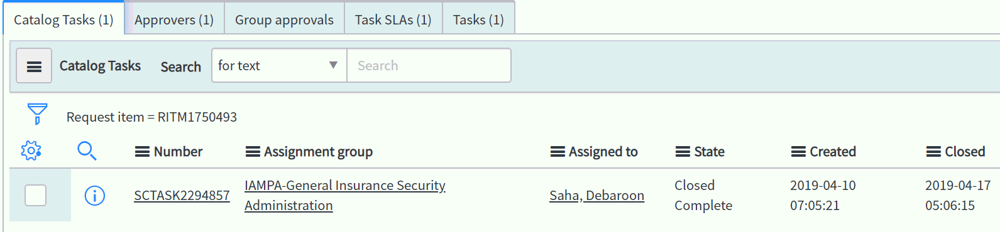 Catalog Tasks (1) Approvers (1) Group approvals Task SLAs (1) Tasks (1)
Catalog Tasks Search for text Search
Request item = RITM1750493
Number Assignment group Assigned to State Created Closed
SCTASK2294857 IAMPA-General Insurance Security Saha, Debaroon Closed 2019-04-10 2019-04-17
Administration Complete 07:05:21 05:06:15